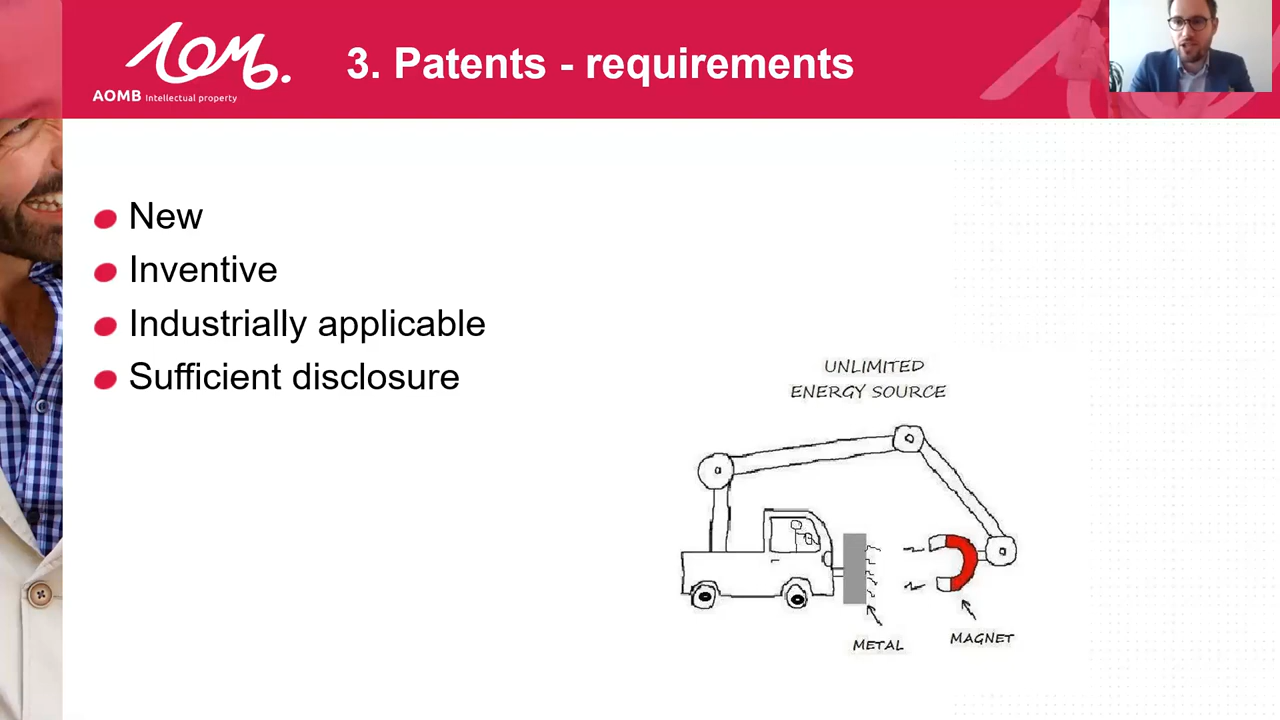 3. Patents - requirements
AOMB Intellectual property
New
Inventive
Industrially applicable
Sufficient disclosure
UNLIMITED
ENERGY SOURCE
METAL
MAGNET